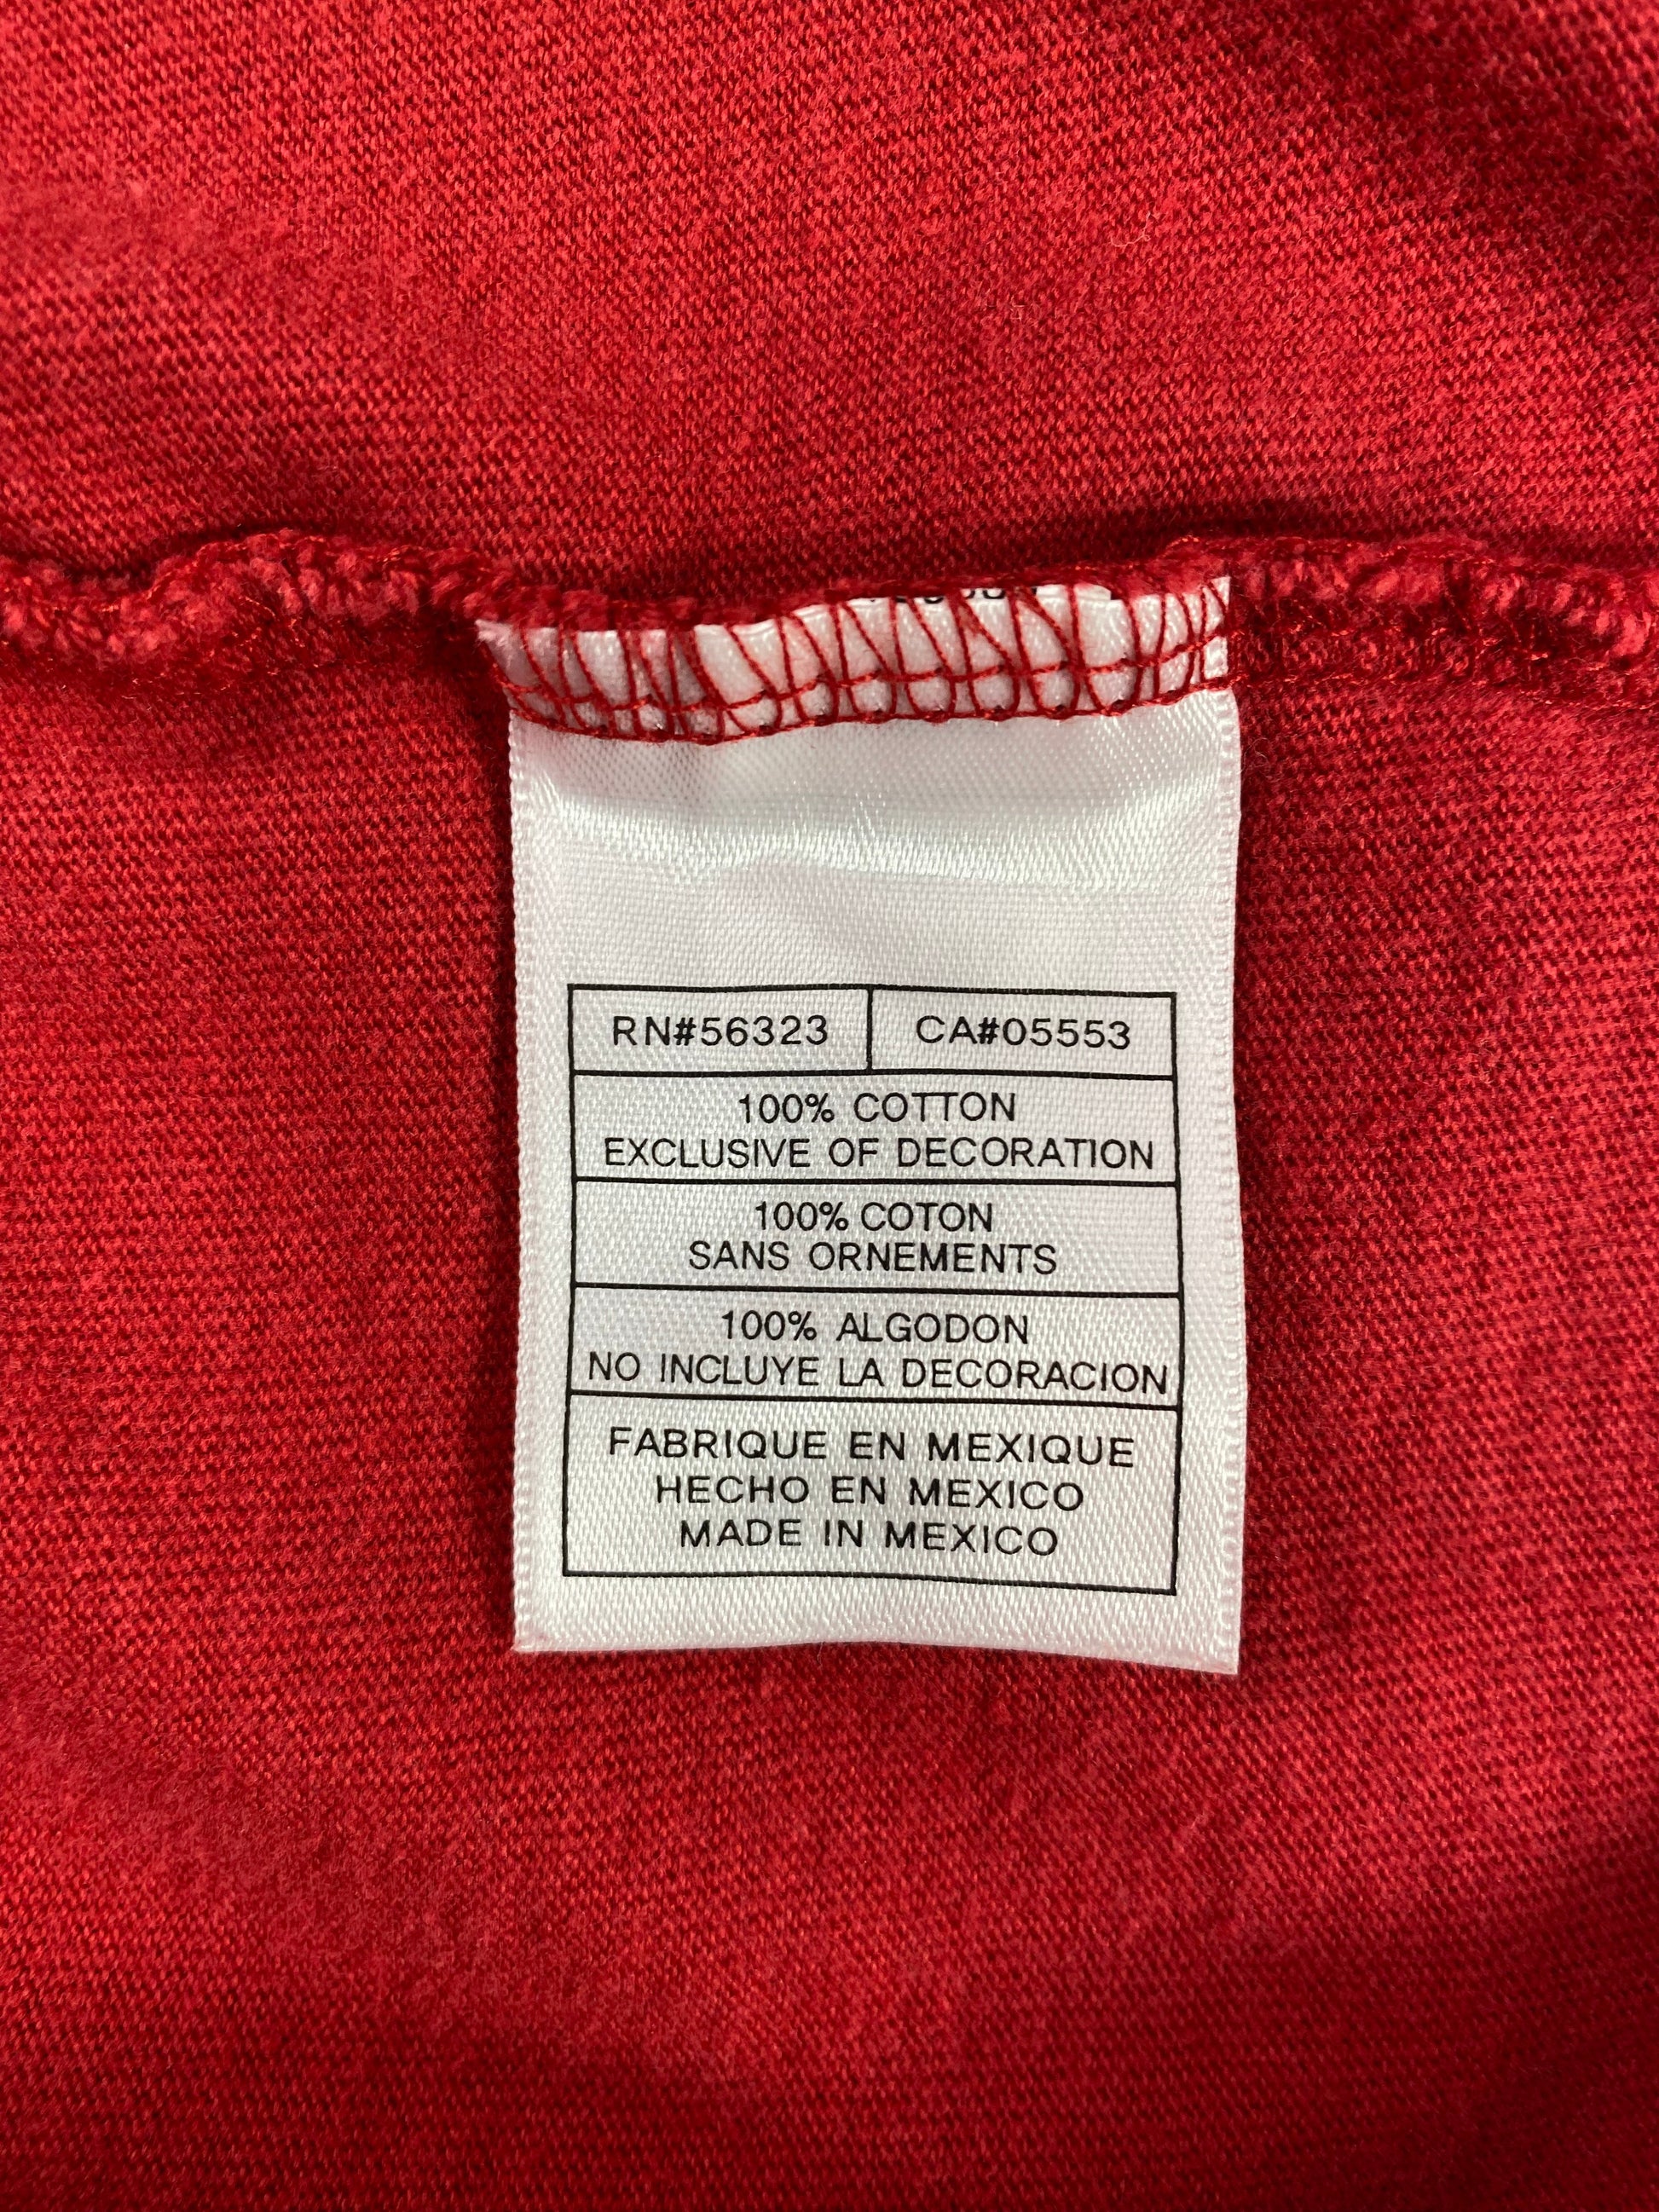 RN#56323 CA#05553
100% COTTON
EXCLUSIVE OF DECORATION
100% COTON
SANS ORNEMENTS
100% ALGODON
NO INCLUYE LA DECORACION
FABRIQUE EN MEXIQUE
HECHO EN MEXICO
MADE IN MEXICO